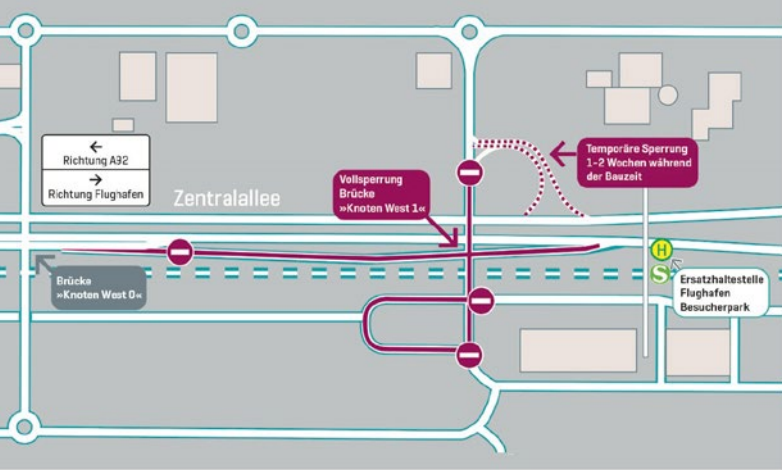 ←
Richtung A92
→
Richtung Flughafen
Zentralallee
Vollsperrung
Brücke
»Knoten West 1«
Temporäre Sperrung
1-2 Wochen während
der Bauzeit
Brücke
»Knoten West 0«
H
S
Ersatzhaltestelle
Flughafen
Besucherpark